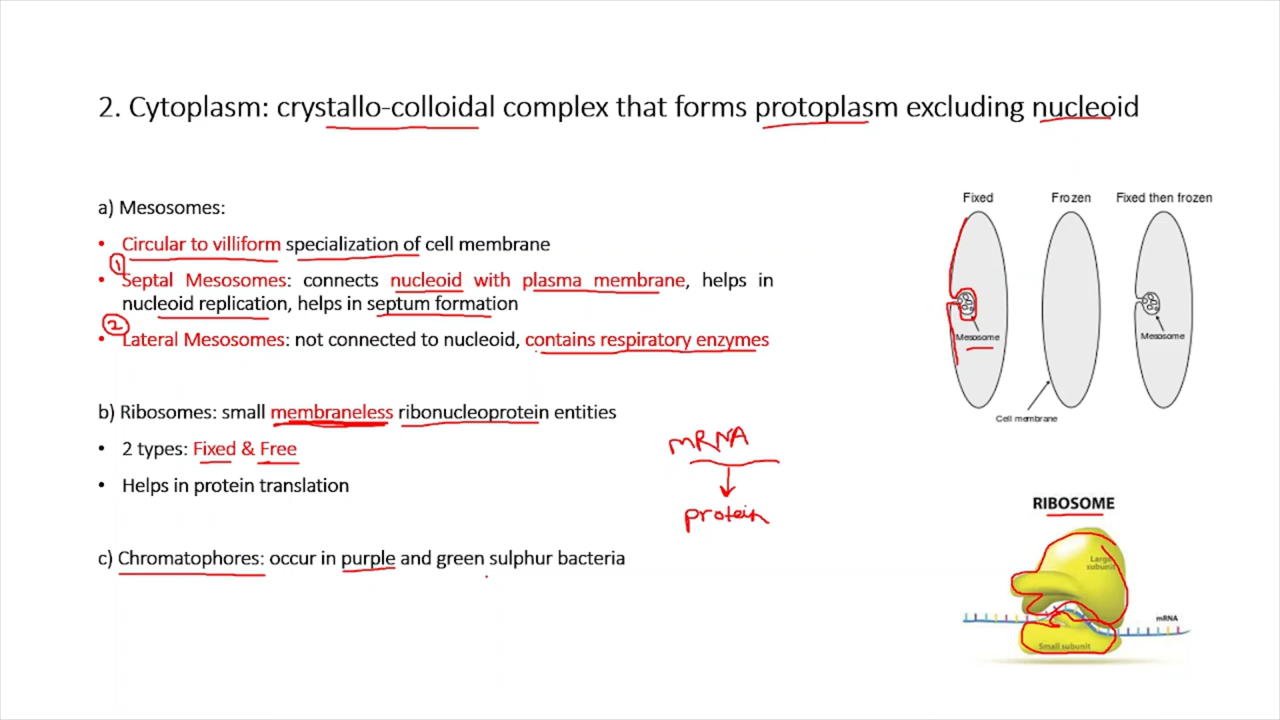 2. Cytoplasm: crystallo-colloidal complex that forms protoplasm excluding nucleoid
a) Mesosomes:
• Circular to villiform specialization of cell membrane
1
• Septal Mesosomes: connects nucleoid with plasma membrane, helps in
nucleoid replication, helps in septum formation
2
• Lateral Mesosomes: not connected to nucleoid, contains respiratory enzymes
b) Ribosomes: small membraneless ribonucleoprotein entities
• 2 types: Fixed & Free
• Helps in protein translation
c) Chromatophores: occur in purple and green sulphur bacteria
mRNA
protein
Fixed Frozen Fixed then frozen
Mesosome Mesosome
Cell membrane
RIBOSOME
Large
subunit
mRNA
Small subunit